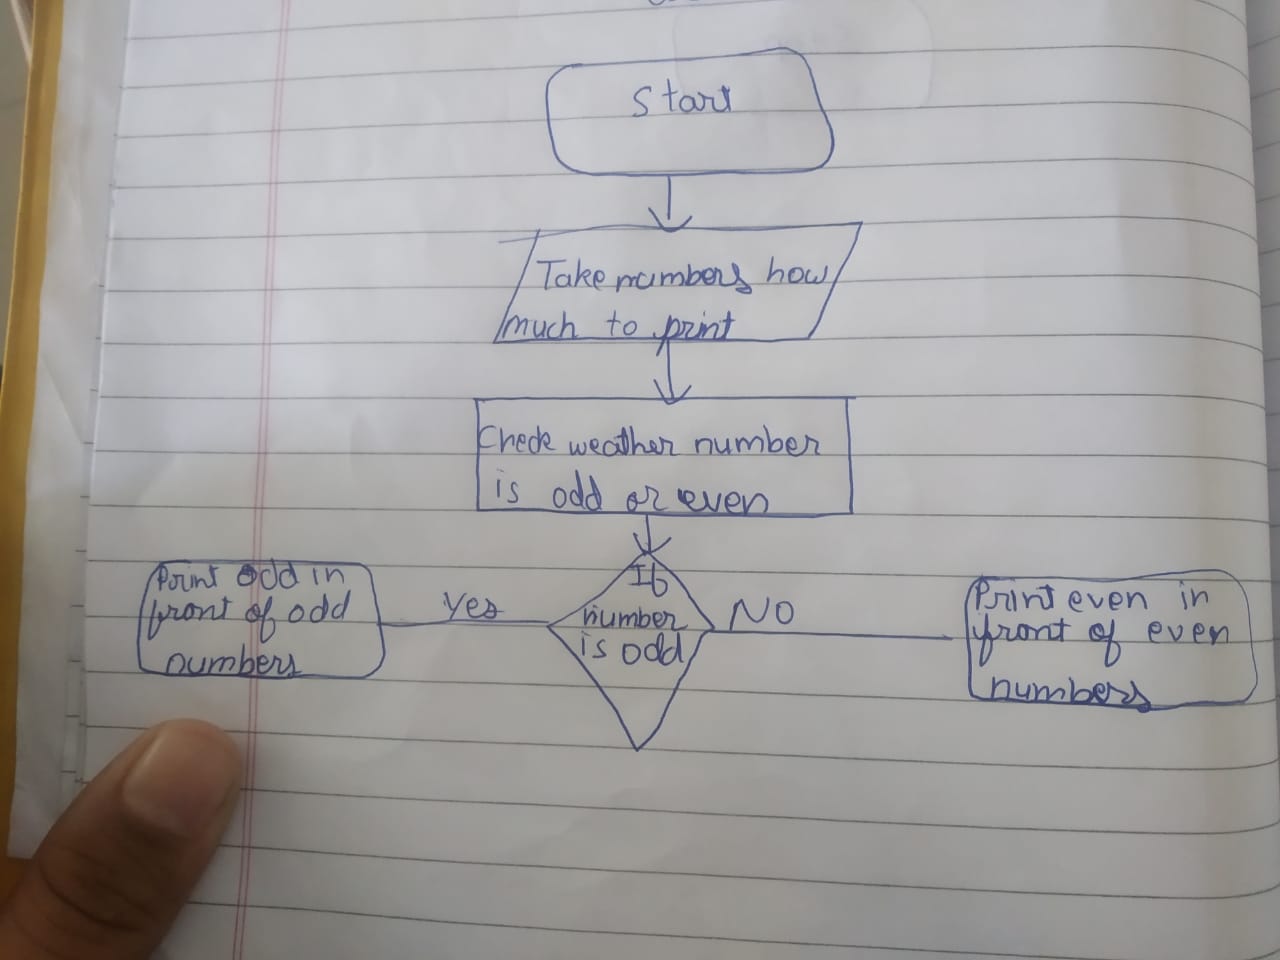 Start
Take numbers how
much to print
Check weather number
is odd or even
If
number
is odd
Yes
NO
Print odd in
front of odd
numbers
Print even in
front of even
numbers